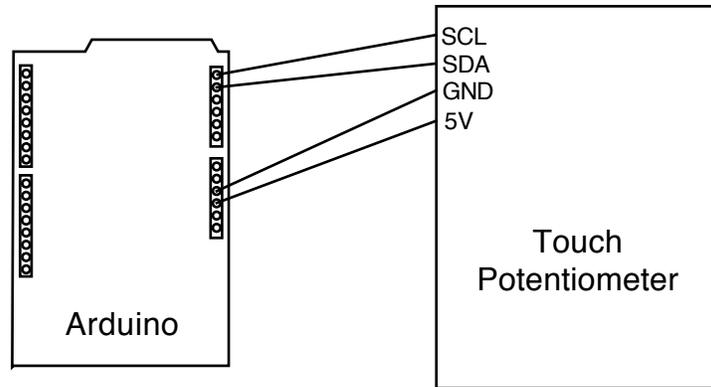 SCL
SDA
GND
5V
Touch
Potentiometer
Arduino